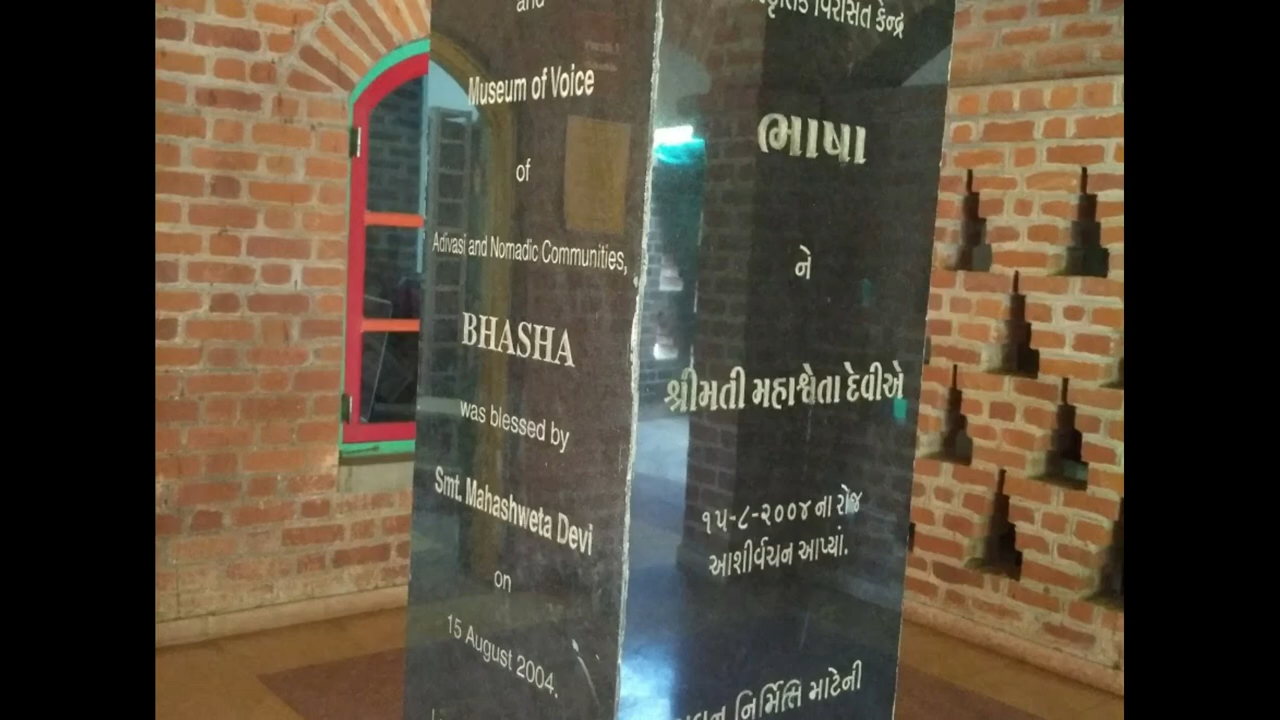 and
Museum of Voice
of
Adivasi and Nomadic Communities,
BHASHA
was blessed by
Smt. Mahashweta Devi
on
15 August 2004.
વિરાસત કેન્દ્ર
ભાષા
ને
શ્રીમતી મહાશ્વેતા દેવીએ
૧૫-૮-૨૦૦૪ ના રોજ
આશીર્વચન આપ્યાં.
નિર્મિતિ માટેની